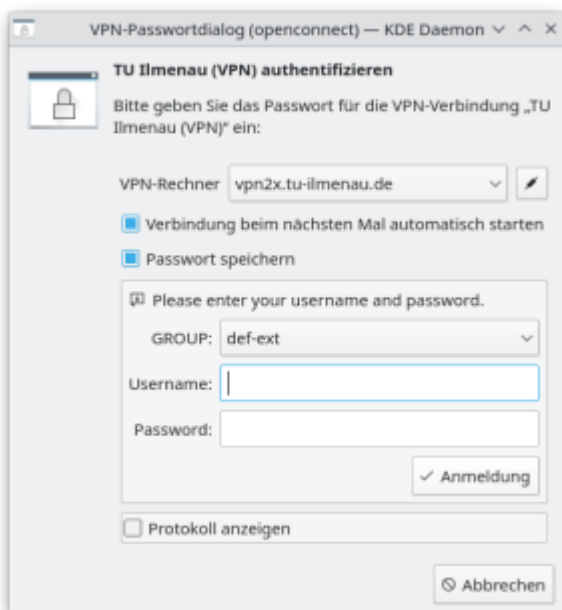 VPN-Passwortdialog (openconnect) — KDE Daemon
TU Ilmenau (VPN) authentifizieren
Bitte geben Sie das Passwort für die VPN-Verbindung „TU
Ilmenau (VPN)“ ein:
VPN-Rechner vpn2x.tu-ilmenau.de
Verbindung beim nächsten Mal automatisch starten
Passwort speichern
Please enter your username and password.
GROUP: def-ext
Username:
Password:
Anmeldung
Protokoll anzeigen
Abbrechen